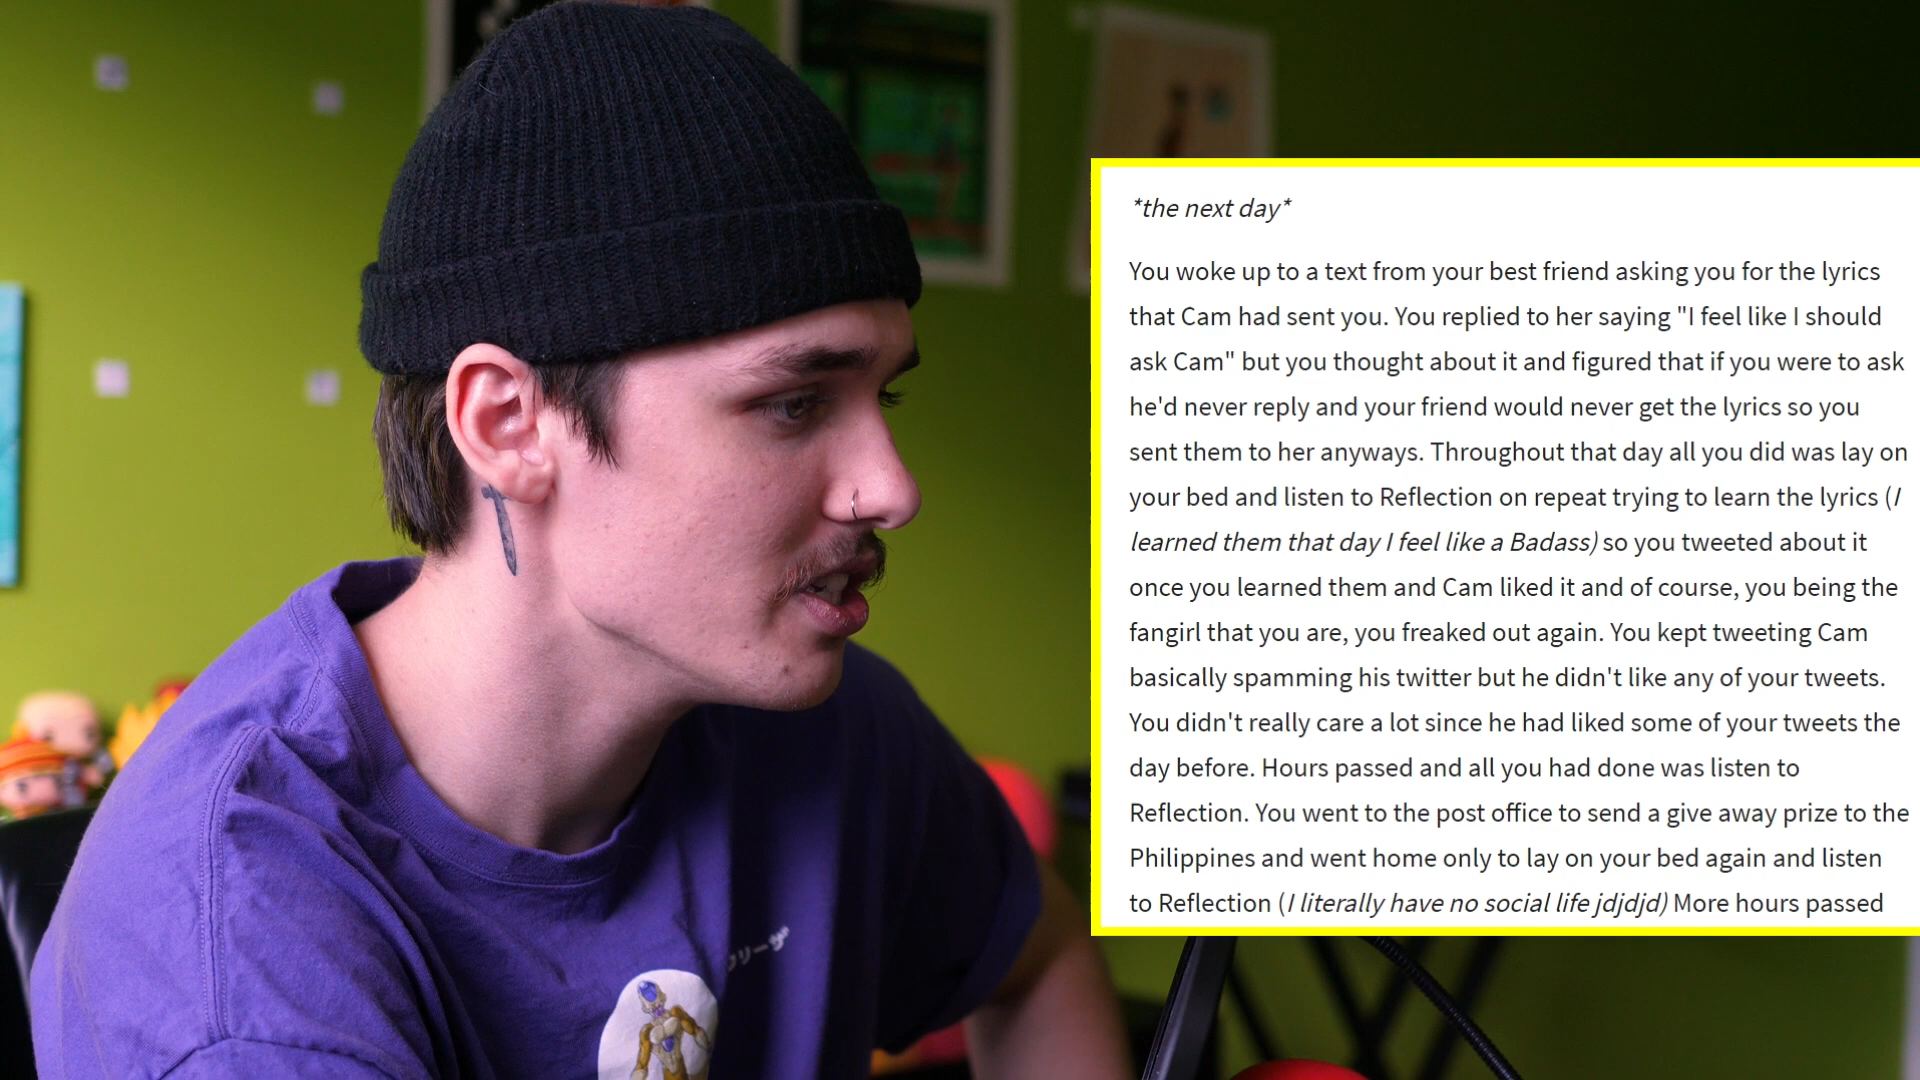 *the next day*
You woke up to a text from your best friend asking you for the lyrics
that Cam had sent you. You replied to her saying "I feel like I should
ask Cam" but you thought about it and figured that if you were to ask
he'd never reply and your friend would never get the lyrics so you
sent them to her anyways. Throughout that day all you did was lay on
your bed and listen to Reflection on repeat trying to learn the lyrics (I
learned them that day I feel like a Badass) so you tweeted about it
once you learned them and Cam liked it and of course, you being the
fangirl that you are, you freaked out again. You kept tweeting Cam
basically spamming his twitter but he didn't like any of your tweets.
You didn't really care a lot since he had liked some of your tweets the
day before. Hours passed and all you had done was listen to
Reflection. You went to the post office to send a give away prize to the
Philippines and went home only to lay on your bed again and listen
to Reflection (I literally have no social life jdjdjd) More hours passed